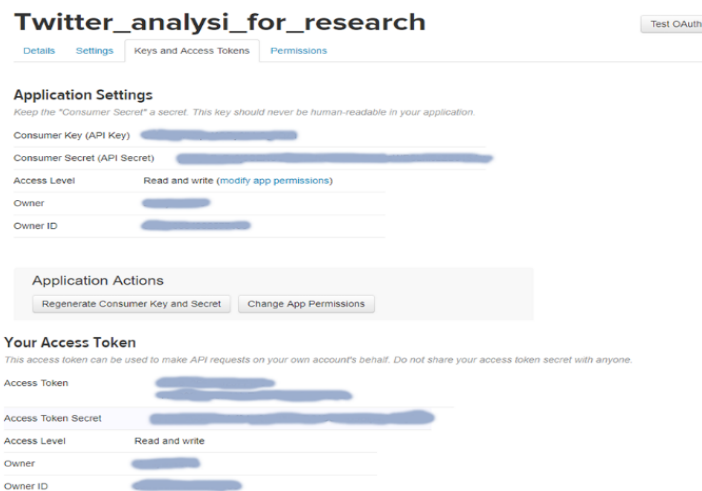 Twitter_analysi_for_research
Test OAuth
Details Settings Keys and Access Tokens Permissions
Application Settings
Keep the "Consumer Secret" a secret. This key should never be human-readable in your application.
Consumer Key (API Key)
Consumer Secret (API Secret)
Access Level Read and write (modify app permissions)
Owner
Owner ID
Application Actions
Regenerate Consumer Key and Secret Change App Permissions
Your Access Token
This access token can be used to make API requests on your own account's behalf. Do not share your access token secret with anyone.
Access Token
Access Token Secret
Access Level Read and write
Owner
Owner ID